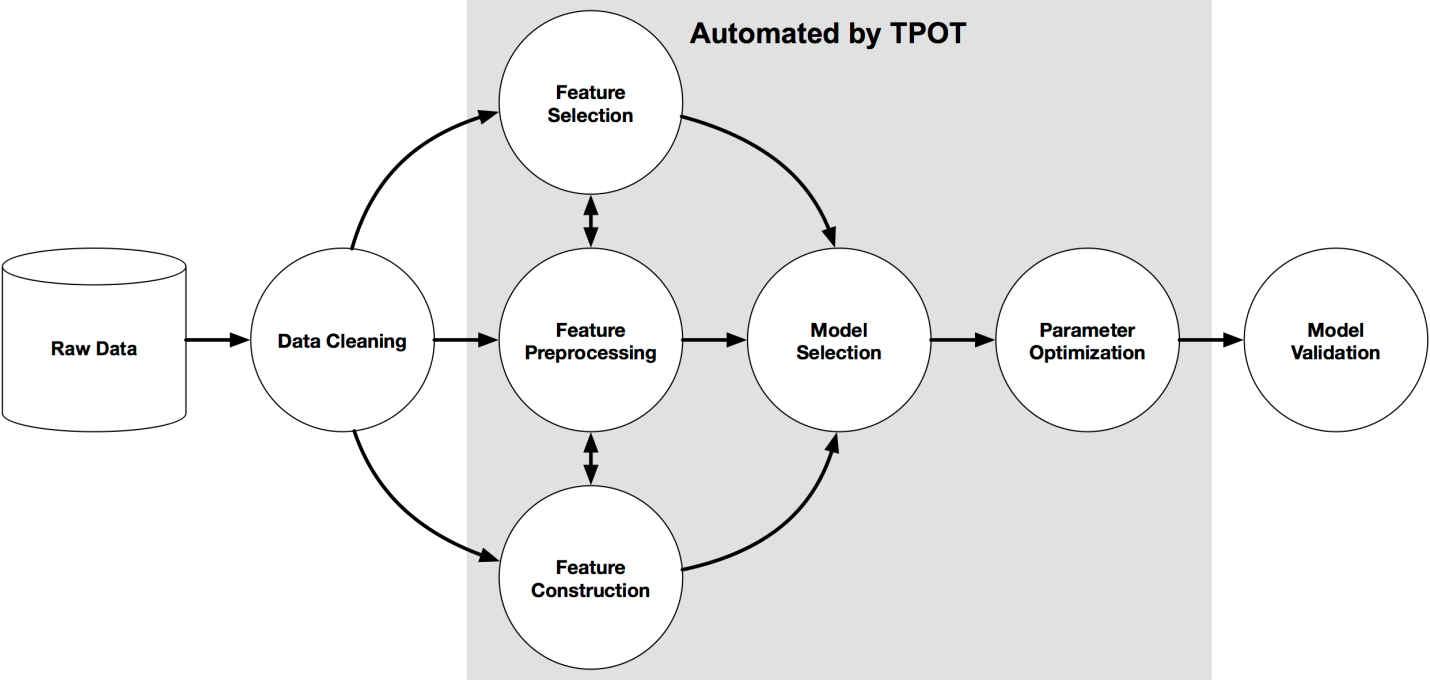 Automated by TPOT
Feature
Selection
Raw Data
Data Cleaning
Feature
Preprocessing
Model
Selection
Parameter
Optimization
Model
Validation
Feature
Construction